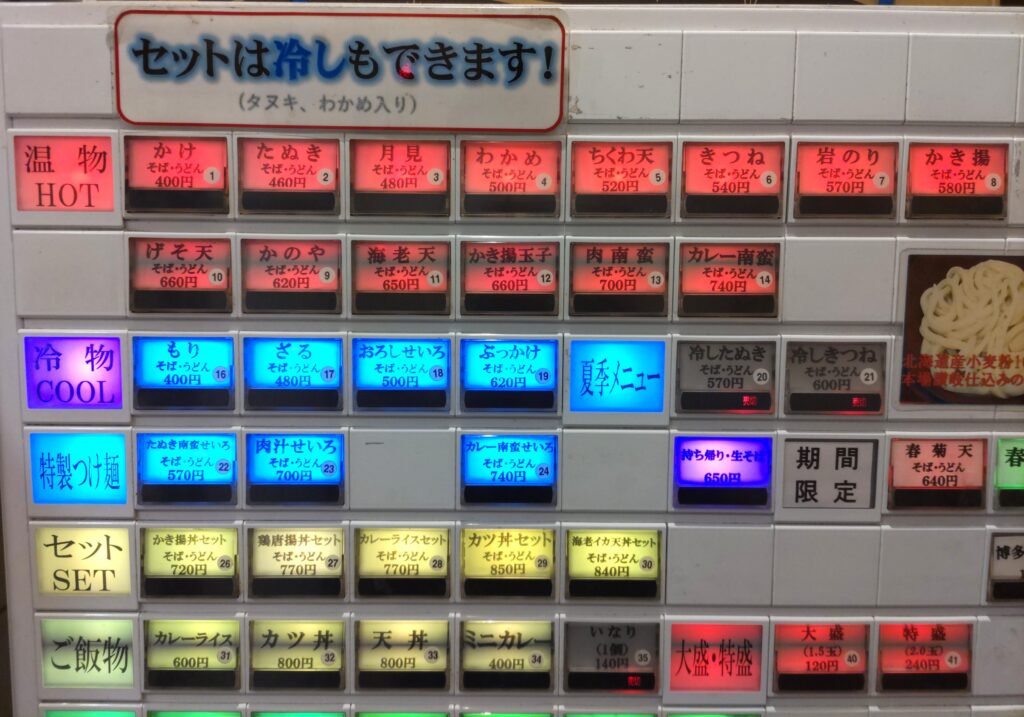 セットは冷しもできます!
(タヌキ、わかめ入り)
温物
HOT
かけ
そば・うどん
400円 1
たぬき
そば・うどん
460円 2
月見
そば・うどん
480円 3
わかめ
そば・うどん
500円 4
ちくわ天
そば・うどん
520円 5
きつね
そば・うどん
540円 6
岩のり
そば・うどん
570円 7
かき揚
そば・うどん
580円 8
げそ天
そば・うどん
660円 10
かのや
そば・うどん
620円 9
海老天
そば・うどん
650円 11
かき揚玉子
そば・うどん
660円 12
肉南蛮
そば・うどん
700円 13
カレー南蛮
そば・うどん
740円 14
北海道産小麦粉
本場讃岐仕込みの
冷物
COOL
もり
そば・うどん
400円 16
ざる
そば・うどん
480円 17
おろしせいろ
そば・うどん
500円 18
ぶっかけ
そば・うどん
620円 19
夏季メニュー
冷したぬき
そば・うどん
570円 20
売切
冷しきつね
そば・うどん
600円 21
売切
特製つけ麺
たぬき南蛮せいろ
そば・うどん
570円 22
肉汁せいろ
そば・うどん
700円 23
カレー南蛮せいろ
そば・うどん
740円 24
持ち帰り・生そば
650円
期間
限定
春菊天
そば・うどん
640円
春
セット
SET
かき揚丼セット
そば・うどん
720円 26
鶏唐揚丼セット
そば・うどん
770円 27
カレーライスセット
そば・うどん
770円 28
カツ丼セット
そば・うどん
850円 29
海老イカ天丼セット
そば・うどん
840円 30
博多
ご飯物
カレーライス
600円 31
カツ丼
800円 32
天丼
800円 33
ミニカレー
400円 34
いなり
(1個)
140円 35
売切
大盛・特盛
大盛
(1.5玉)
120円 40
特盛
(2.0玉)
240円 41